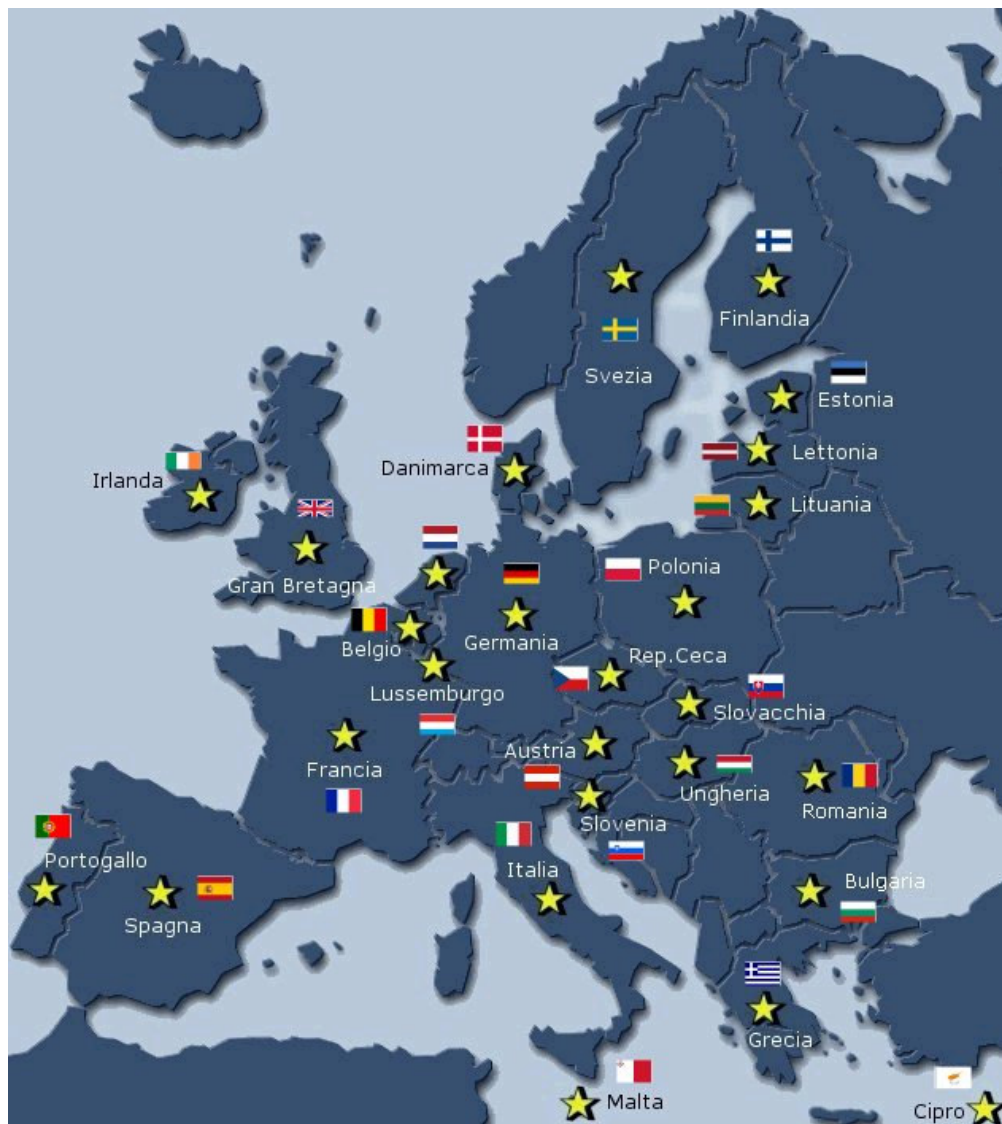 Finlandia
Svezia
Estonia
Danimarca
Lettonia
Irlanda
Lituania
Gran Bretagna
Polonia
Germania
Belgio
Rep.Ceca
Lussemburgo
Slovacchia
Austria
Francia
Ungheria
Romania
Slovenia
Portogallo
Italia
Bulgaria
Spagna
Grecia
Malta
Cipro